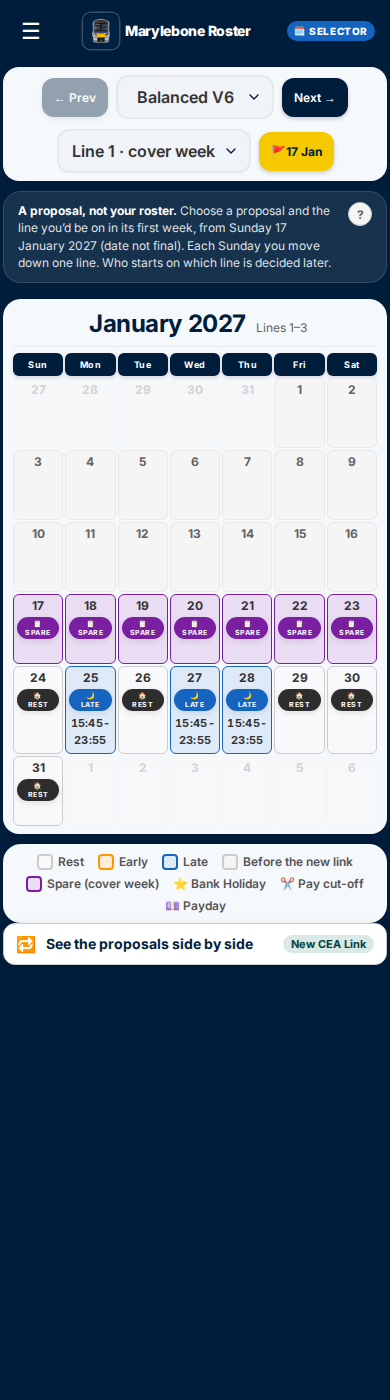 ☰ Marylebone Roster 🗓️ SELECTOR
← Prev Balanced V6 Next →
Line 1 · cover week 🚩17 Jan
A proposal, not your roster. Choose a proposal and the
line you'd be on in its first week, from Sunday 17
January 2027 (date not final). Each Sunday you move
down one line. Who starts on which line is decided later.
?
January 2027 Lines 1–3
Sun Mon Tue Wed Thu Fri Sat
27 28 29 30 31 1 2
3 4 5 6 7 8 9
10 11 12 13 14 15 16
17 18 19 20 21 22 23
SPARE SPARE SPARE SPARE SPARE SPARE SPARE
24 25 26 27 28 29 30
REST LATE REST LATE LATE REST REST
15:45- 15:45- 15:45-
23:55 23:55 23:55
31 1 2 3 4 5 6
REST
Rest Early Late Before the new link
Spare (cover week) ⭐ Bank Holiday ✂️ Pay cut-off
💷 Payday
🔁 See the proposals side by side New CEA Link